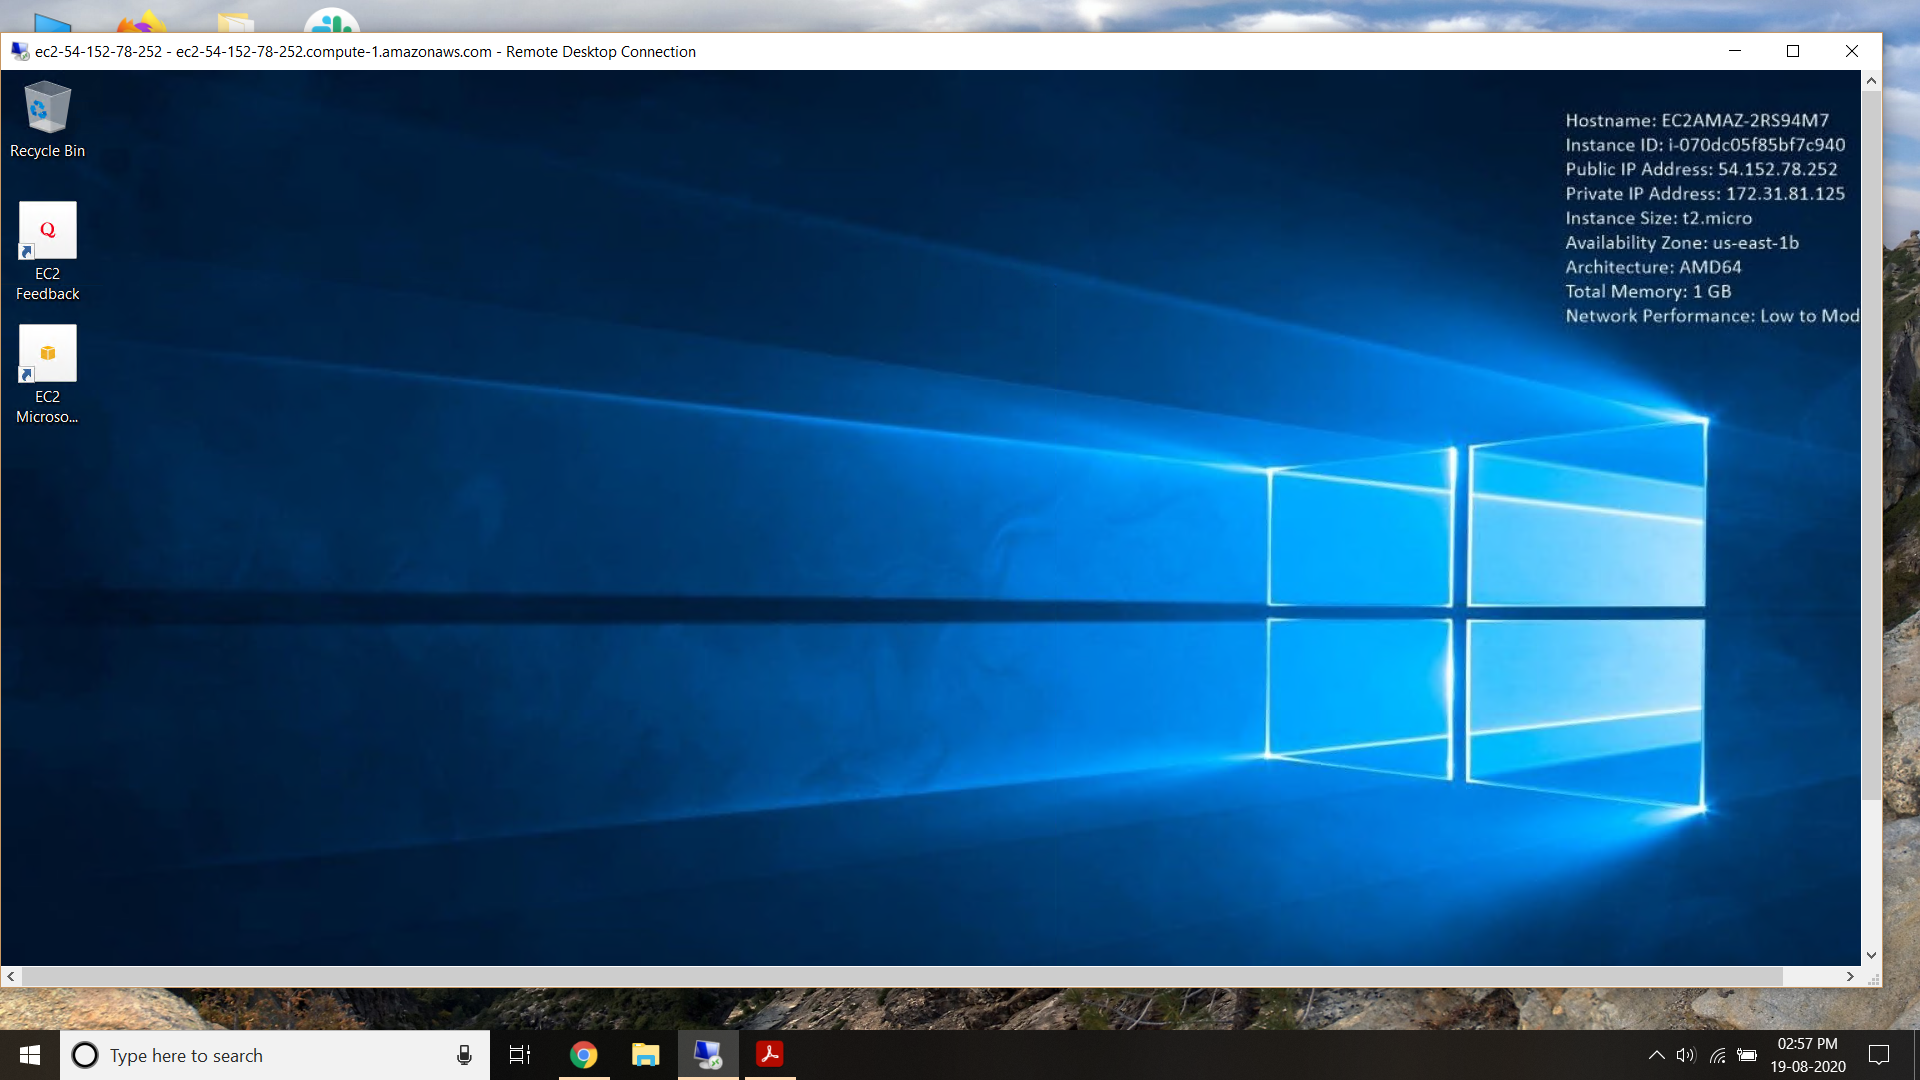 ec2-54-152-78-252 - ec2-54-152-78-252.compute-1.amazonaws.com - Remote Desktop Connection
Recycle Bin
Q
EC2
Feedback
EC2
Microso...
Hostname: EC2AMAZ-2RS94M7
Instance ID: i-070dc05f85bf7c940
Public IP Address: 54.152.78.252
Private IP Address: 172.31.81.125
Instance Size: t2.micro
Availability Zone: us-east-1b
Architecture: AMD64
Total Memory: 1 GB
Network Performance: Low to Mod
Type here to search
02:57 PM
19-08-2020